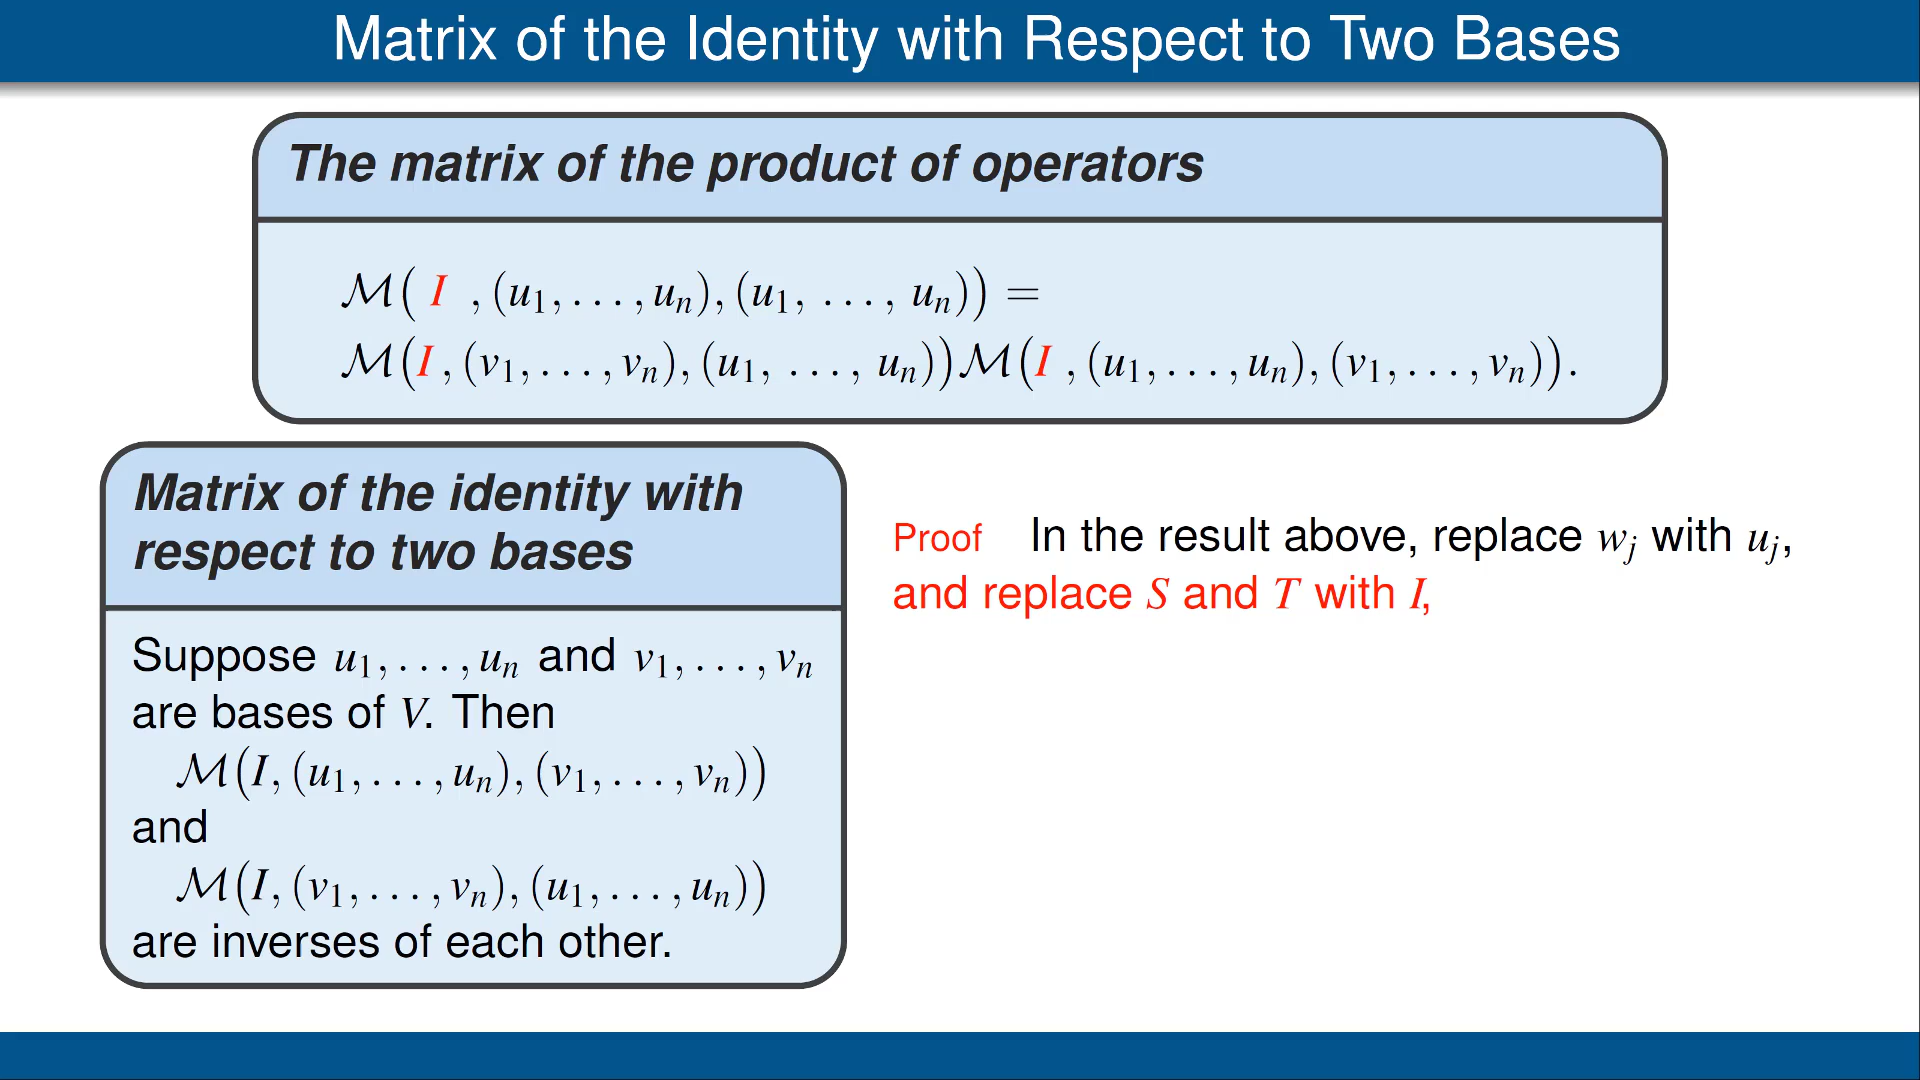 Matrix of the Identity with Respect to Two Bases
The matrix of the product of operators
ℳ( I , (u₁, . . . , uₙ), (u₁, . . . , uₙ)) =
ℳ(I, (v₁, . . . , vₙ), (u₁, . . . , uₙ))ℳ(I , (u₁, . . . , uₙ), (v₁, . . . , vₙ)).
Matrix of the identity with
respect to two bases
Suppose u₁, . . . , uₙ and v₁, . . . , vₙ
are bases of V. Then
ℳ(I, (u₁, . . . , uₙ), (v₁, . . . , vₙ))
and
ℳ(I, (v₁, . . . , vₙ), (u₁, . . . , uₙ))
are inverses of each other.
Proof In the result above, replace wⱼ with uⱼ,
and replace S and T with I,